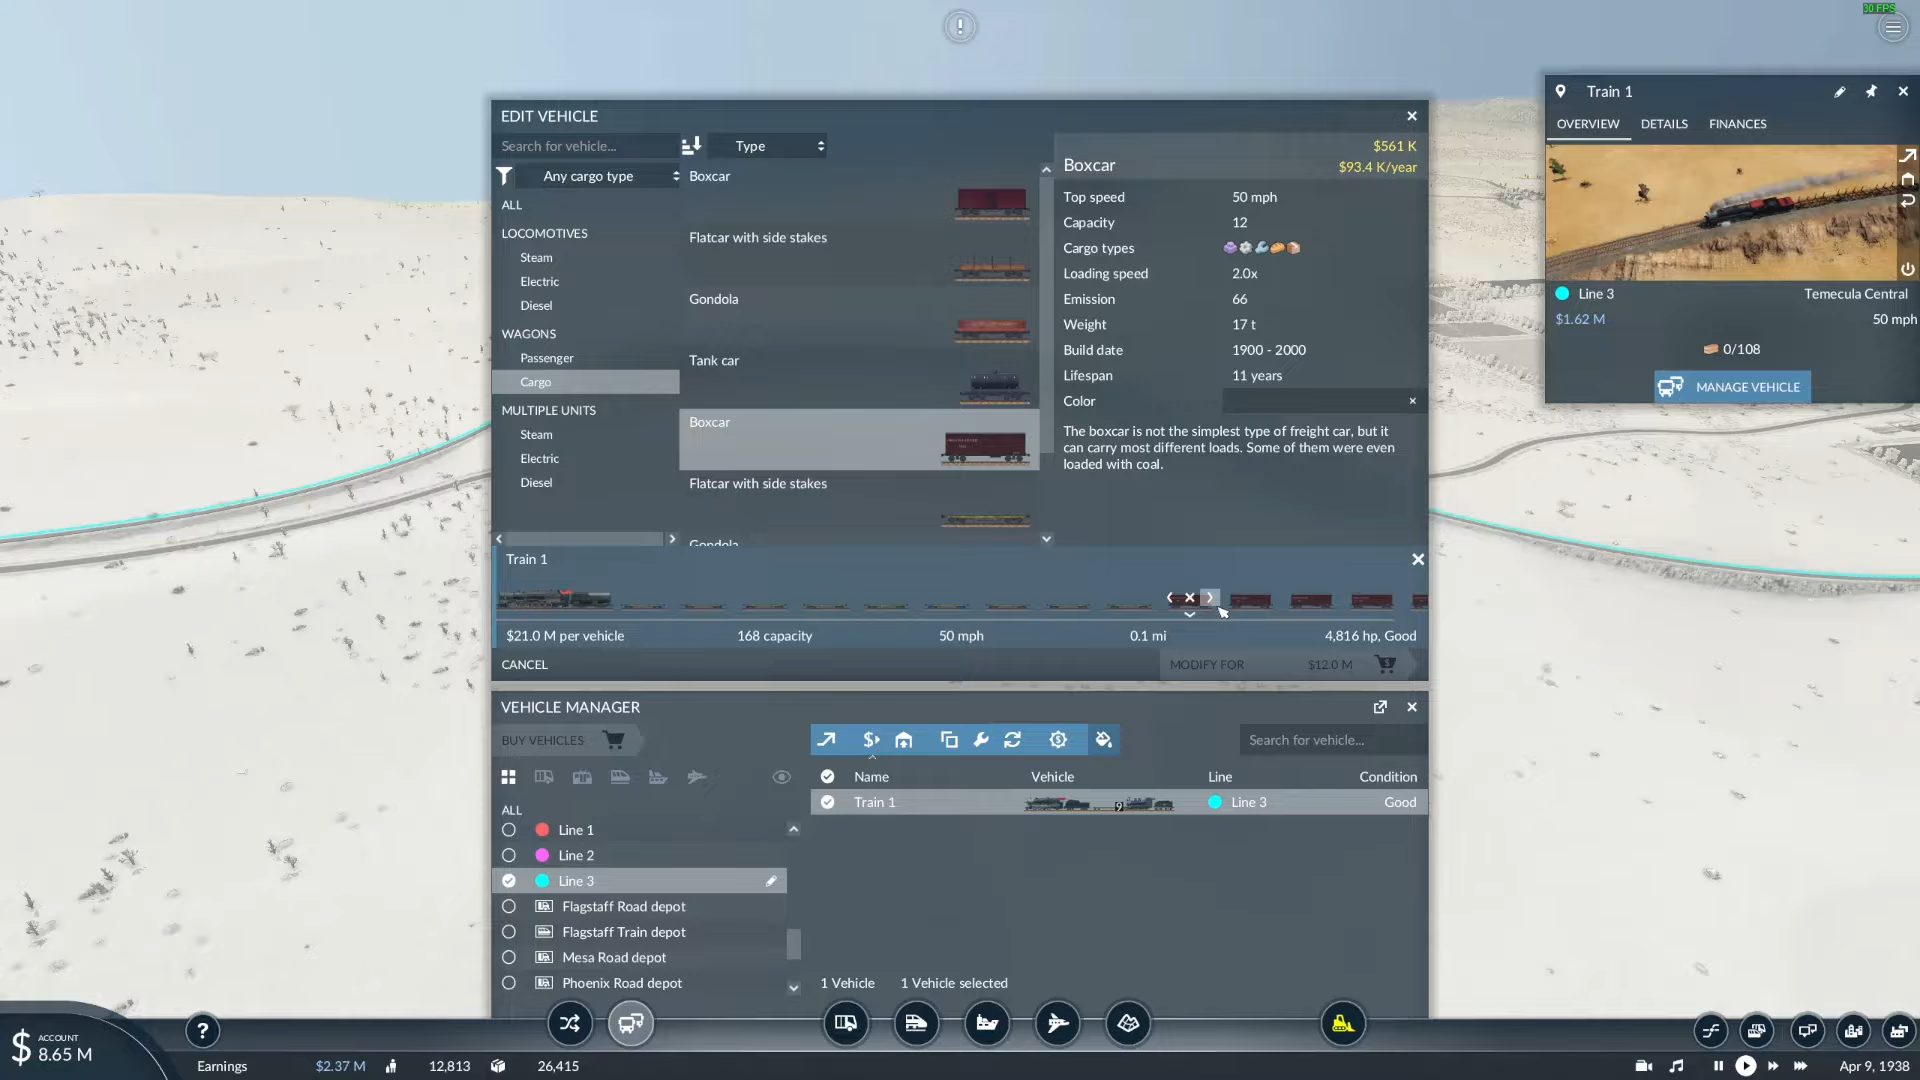 30 FPS
EDIT VEHICLE
Search for vehicle...
Type
Any cargo type
ALL
LOCOMOTIVES
Steam
Electric
Diesel
WAGONS
Passenger
Cargo
MULTIPLE UNITS
Steam
Electric
Diesel
Boxcar
Flatcar with side stakes
Gondola
Tank car
Boxcar
Flatcar with side stakes
Gondola
$561 K
Boxcar
$93.4 K/year
Top speed 50 mph
Capacity 12
Cargo types
Loading speed 2.0x
Emission 66
Weight 17 t
Build date 1900 - 2000
Lifespan 11 years
Color
The boxcar is not the simplest type of freight car, but it
can carry most different loads. Some of them were even
loaded with coal.
Train 1
$21.0 M per vehicle 168 capacity 50 mph 0.1 mi 4,816 hp, Good
CANCEL
MODIFY FOR $12.0 M
Train 1
OVERVIEW DETAILS FINANCES
Line 3 Temecula Central
$1.62 M 50 mph
0/108
MANAGE VEHICLE
VEHICLE MANAGER
BUY VEHICLES
Search for vehicle...
Name Vehicle Line Condition
Train 1 9 Line 3 Good
ALL
Line 1
Line 2
Line 3
Flagstaff Road depot
Flagstaff Train depot
Mesa Road depot
Phoenix Road depot
1 Vehicle 1 Vehicle selected
$ ACCOUNT
8.65 M
?
Earnings $2.37 M 12,813 26,415
Apr 9, 1938